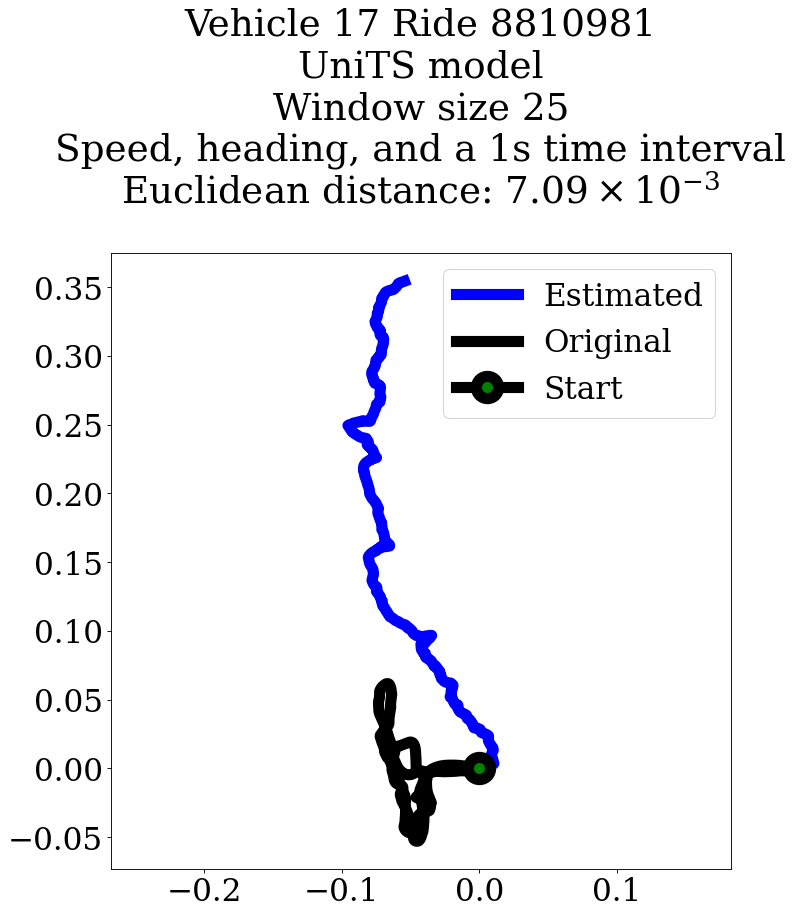 Vehicle 17 Ride 8810981
UniTS model
Window size 25
Speed, heading, and a 1s time interval
Euclidean distance: 7.09 × 10⁻³
Estimated
Original
Start
0.35
0.30
0.25
0.20
0.15
0.10
0.05
0.00
−0.05
−0.2 −0.1 0.0 0.1